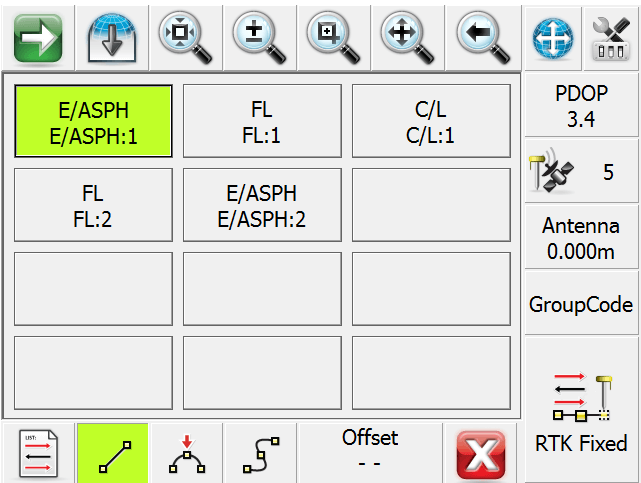 PDOP
3.4
E/ASPH
E/ASPH:1
FL
FL:1
C/L
C/L:1
5
FL
FL:2
E/ASPH
E/ASPH:2
Antenna
0.000m
GroupCode
LIST:
Offset
- -
RTK Fixed